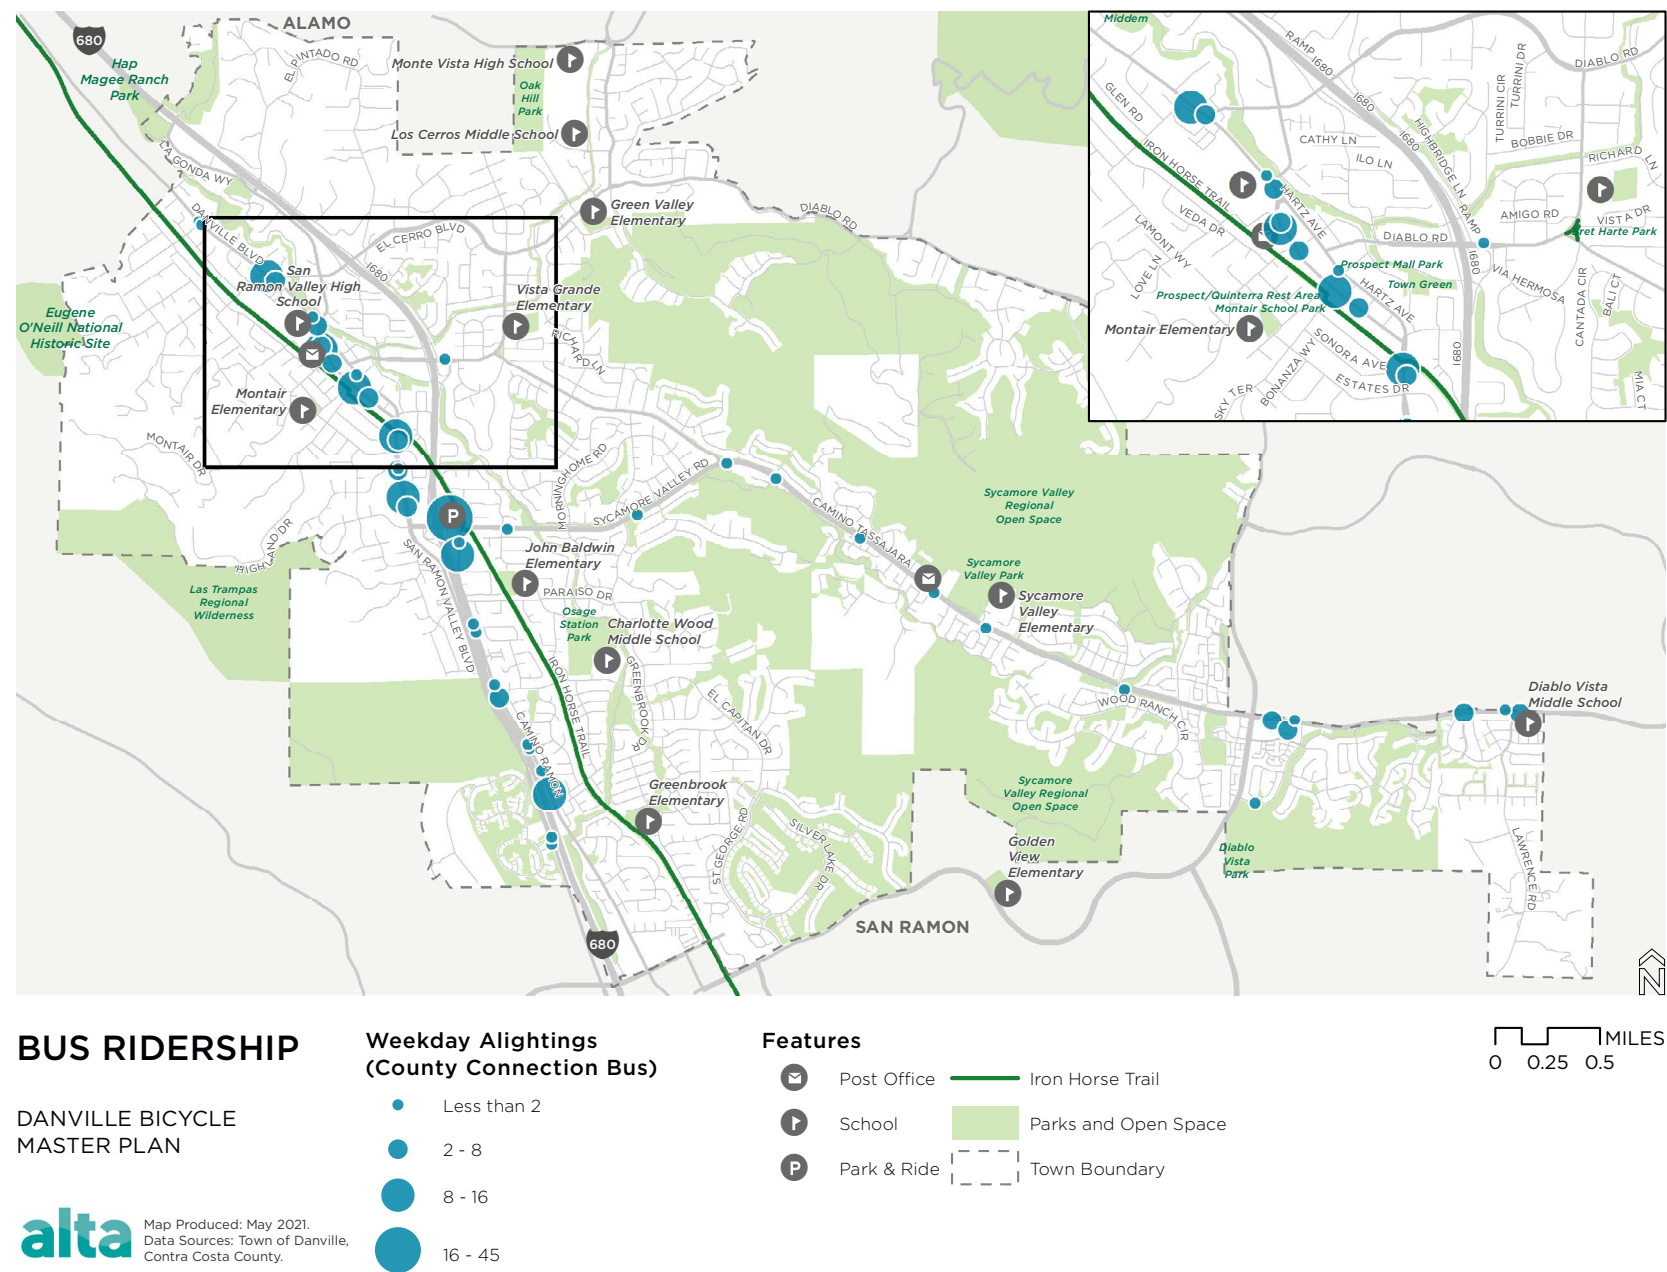 ALAMO
680
Hap
Magee Ranch
Park
EL PINTADO RD
Monte Vista High School
Oak
Hill
Park
Los Cerros Middle School
LA GONDA WY
Green Valley
Elementary
DIABLO RD
DANVILLE BLVD
EL CERRO BLVD
I680
San
Ramon Valley High
School
Vista Grande
Elementary
RICHARD LN
Eugene
O'Neill National
Historic Site
Montair
Elementary
MONTAIR DR
MORNINGHOME RD
SYCAMORE VALLEY RD
CAMINO TASSAJARA
Sycamore Valley
Regional
Open Space
HIGHLAND DR
P
John Baldwin
Elementary
PARAISO DR
SAN RAMON VALLEY BLVD
Las Trampas
Regional
Wilderness
Osage
Station
Park
Charlotte Wood
Middle School
Sycamore
Valley Park
Sycamore
Valley
Elementary
IRON HORSE TRAIL
GREENBROOK DR
EL CAPITAN DR
CAMINO RAMON
WOOD RANCH CIR
Diablo Vista
Middle School
Greenbrook
Elementary
Sycamore
Valley Regional
Open Space
ST GEORGE RD
SILVER LAKE DR
Golden
View
Elementary
Diablo
Vista
Park
LAWRENCE RD
SAN RAMON
680
N
Middem
RAMP I680
DIABLO RD
TURRINI CIR
TURRINI DR
GLEN RD
I680
I680
HIGHBRIDGE LN
RAMP
CATHY LN
ILO LN
BOBBIE DR
RICHARD LN
IRON HORSE TRAIL
HARTZ AVE
VEDA DR
LAMONT WY
LOVE LN
AMIGO RD
VISTA DR
Bret Harte Park
DIABLO RD
I680
VIA HERMOSA
Prospect Mall Park
Town Green
Prospect/Quinterra Rest Area
Montair School Park
HARTZ AVE
CANTADA CIR
BALI CT
Montair Elementary
SONORA AVE
BONANZA WY
ESTATES DR
SKY TER
I680
MIA CT
BUS RIDERSHIP
DANVILLE BICYCLE
MASTER PLAN
alta
Map Produced: May 2021.
Data Sources: Town of Danville,
Contra Costa County.
Weekday Alightings
(County Connection Bus)
Less than 2
2 - 8
8 - 16
16 - 45
Features
Post Office
School
P Park & Ride
Iron Horse Trail
Parks and Open Space
Town Boundary
MILES
0 0.25 0.5